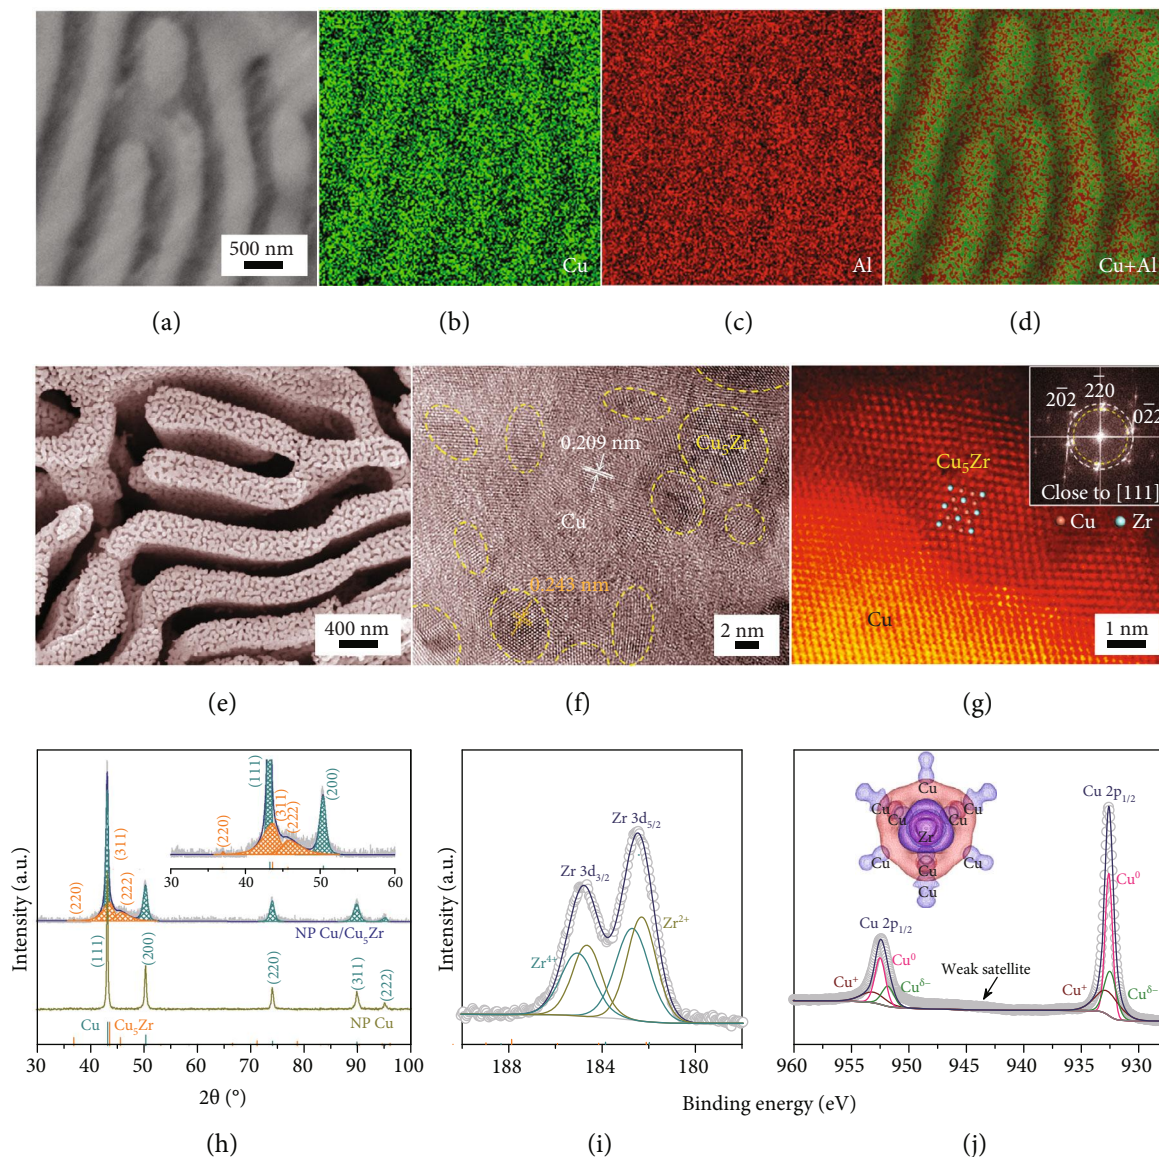 500 nm
Cu
Al
Cu+Al
(a)
(b)
(c)
(d)
400 nm
0.209 nm
Cu₅Zr
Cu
0.243 nm
2 nm
2̄02 2̄20 02̄2
Cu₅Zr
Close to [111]
Cu Zr
Cu
1 nm
(e)
(f)
(g)
Intensity (a.u.)
(220)
(111)
(311)
(222)
(200)
30 40 50 60
(220)
(311)
(222)
NP Cu/Cu₅Zr
(111)
(200)
(220)
(311)
(222)
NP Cu
Cu Cu₅Zr
30 40 50 60 70 80 90 100
2θ (°)
(h)
Intensity (a.u.)
Zr 3d₅/₂
Zr 3d₃/₂
Zr²⁺
Zr⁴⁺
188 184 180
Binding energy (eV)
(i)
Cu
Cu Cu
Cu Cu
Zr
Cu Cu Cu
Cu
Cu
Cu 2p₁/₂
Cu⁰
Cu 2p₁/₂
Cu⁰
Cu⁺
Cuᵟ⁻
Weak satellite
Cu⁺
Cuᵟ⁻
960 955 950 945 940 935 930
(j)